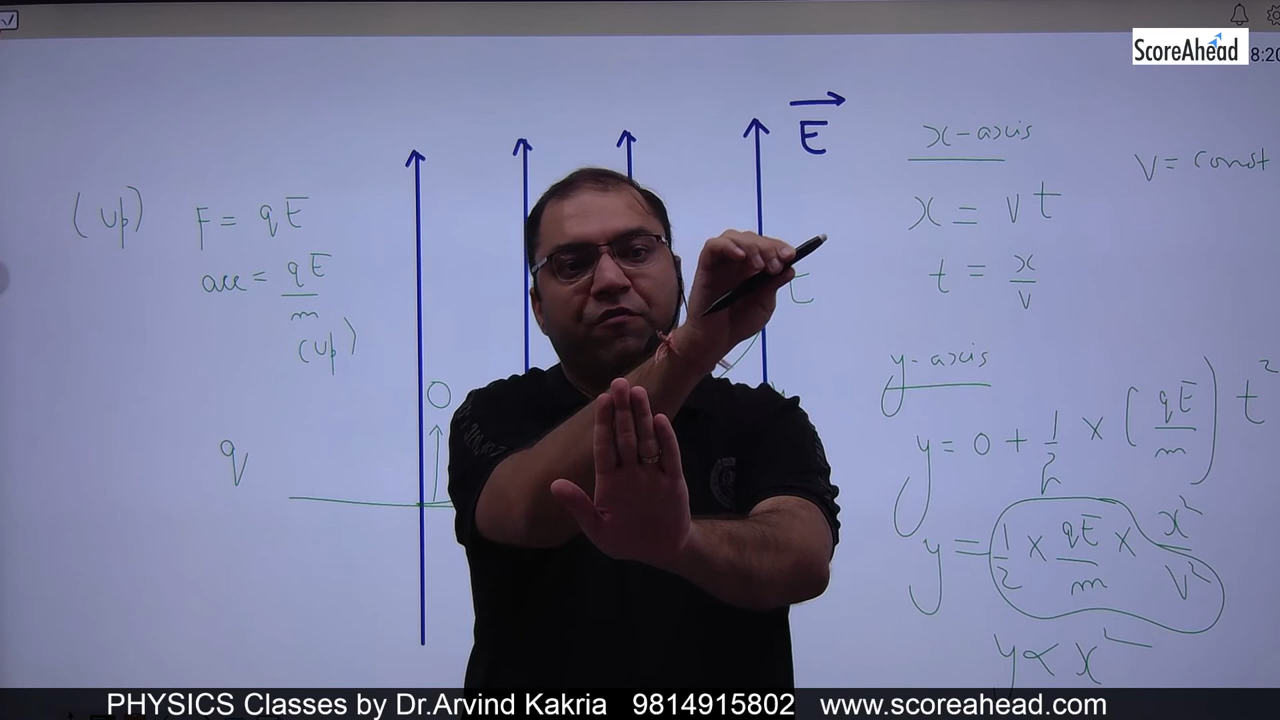 ScoreAhead
8:20
E
x-axis
V = const
x = vt
t = x/v
(up)
F = qE
acc = qE/m
(up)
t
y-axis
y = 0 + 1/2 × (qE/m) t²
O
q
y = 1/2 × qE/m × x²/v²
y ∝ x²
PHYSICS Classes by Dr.Arvind Kakria 9814915802 www.scoreahead.com